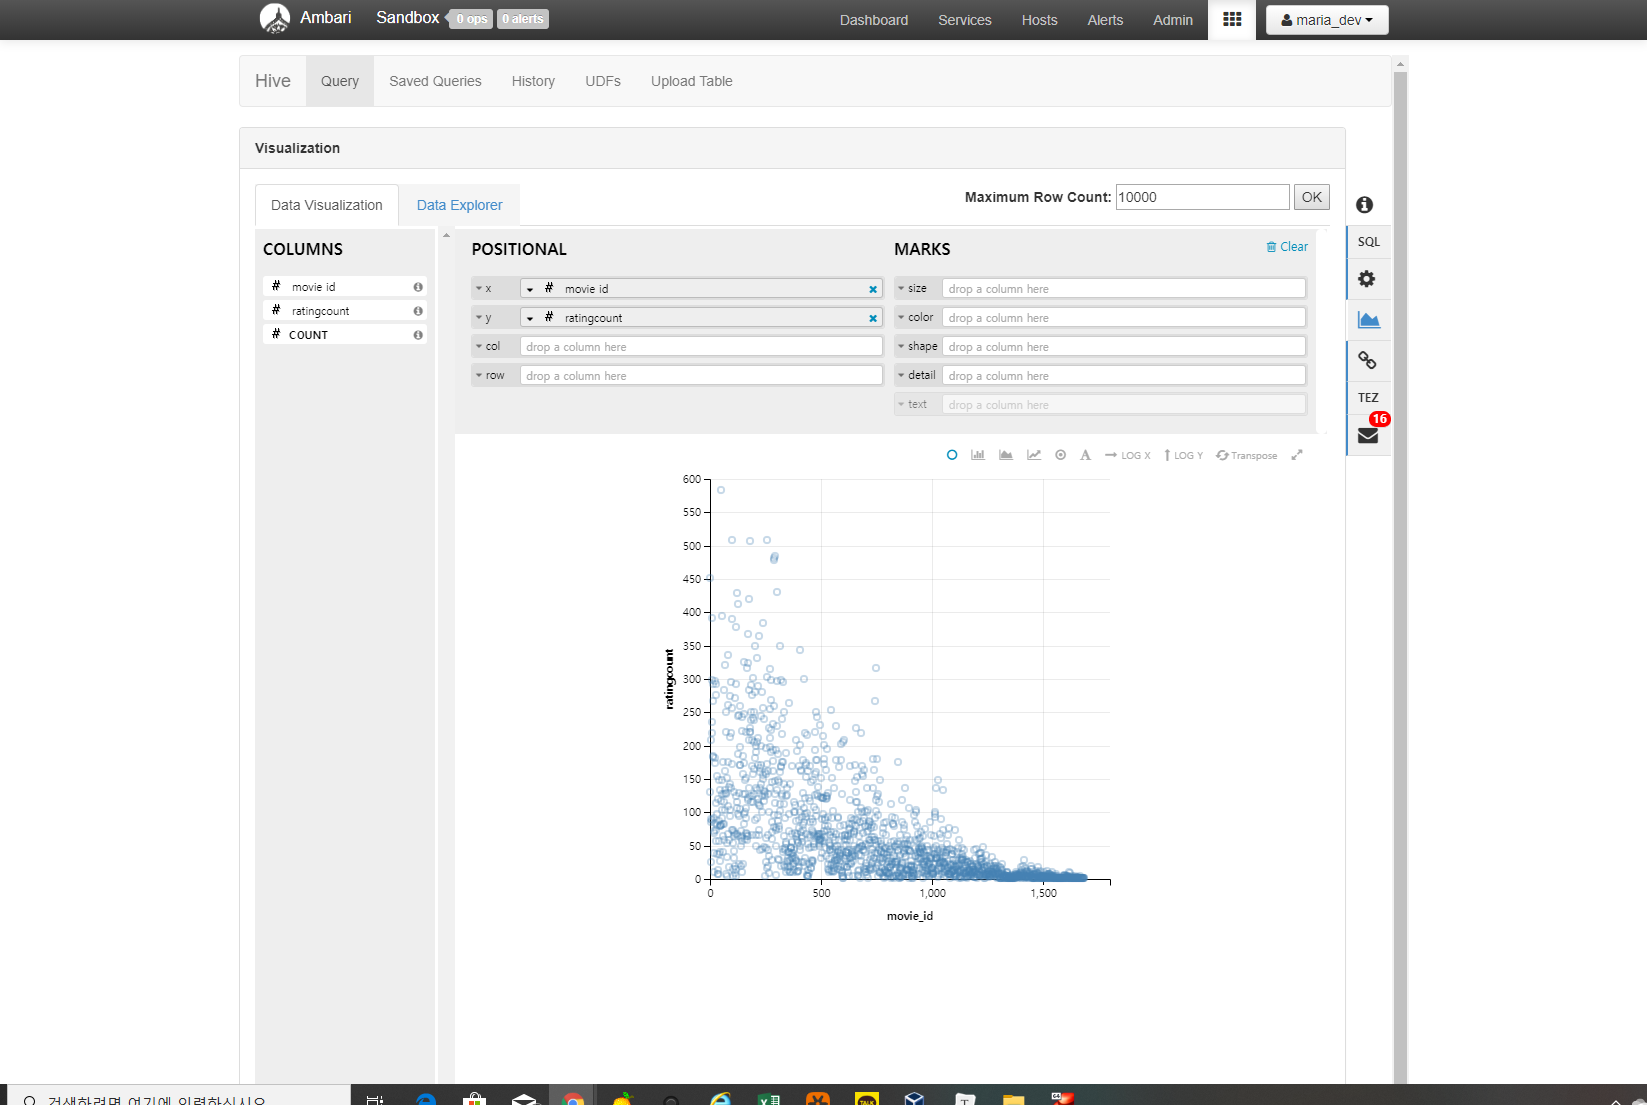 Ambari Sandbox 0 ops 0 alerts Dashboard Services Hosts Alerts Admin maria_dev
Hive Query Saved Queries History UDFs Upload Table
Visualization
Data Visualization Data Explorer Maximum Row Count: 10000 OK
COLUMNS POSITIONAL MARKS Clear
# movie id x # movie id size drop a column here
# ratingcount y # ratingcount color drop a column here
# COUNT col drop a column here shape drop a column here
row drop a column here detail drop a column here
text drop a column here
SQL
TEZ
16
A LOG X LOG Y Transpose
600
550
500
450
400
350
300
250
200
150
100
50
0
ratingcount
0 500 1,000 1,500
movie_id
검색하려면 여기에 입력하십시오.
TALK
T